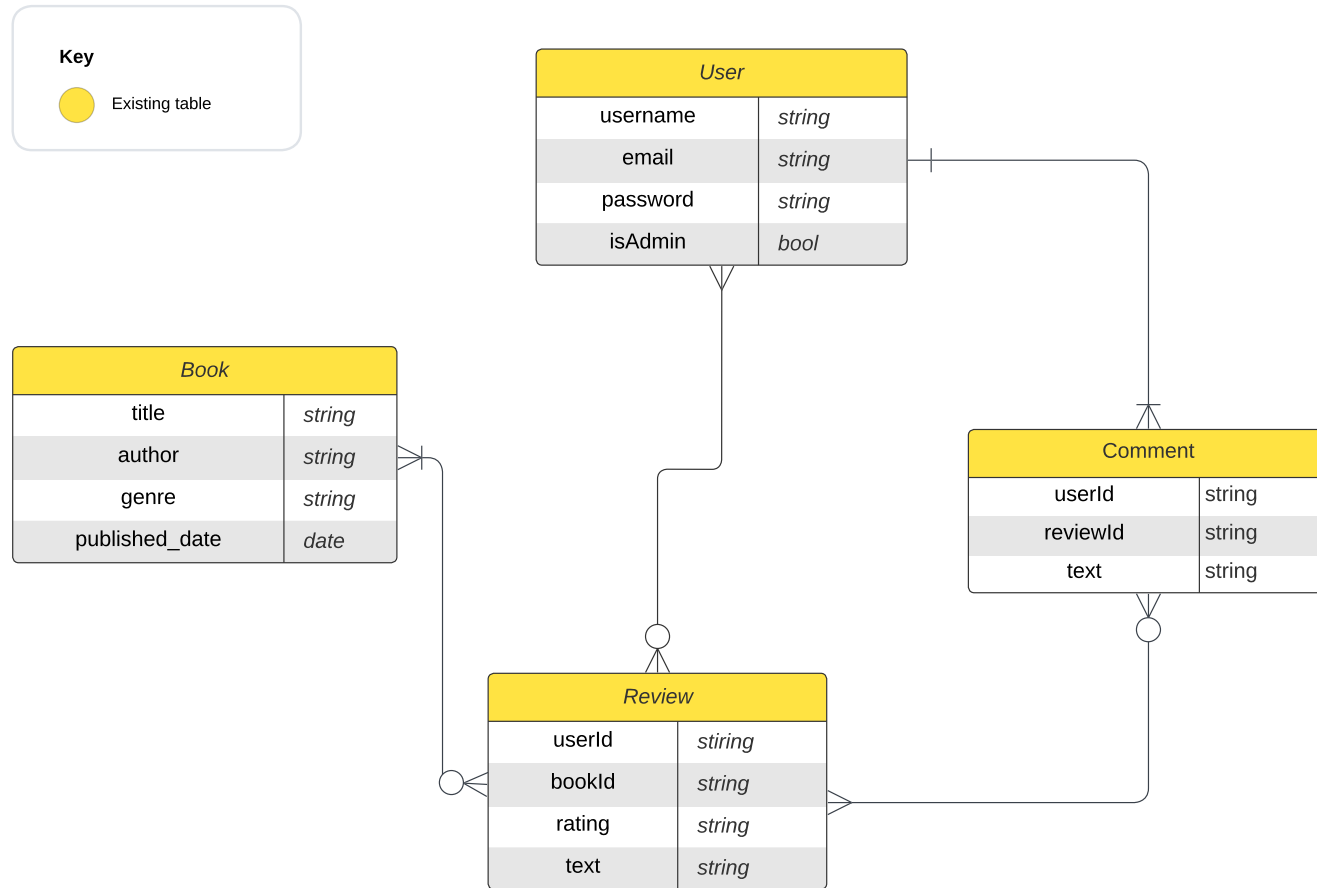 Key
Existing table
User
username string
email string
password string
isAdmin bool
Book
title string
author string
genre string
published_date date
Comment
userId string
reviewId string
text string
Review
userId stiring
bookId string
rating string
text string